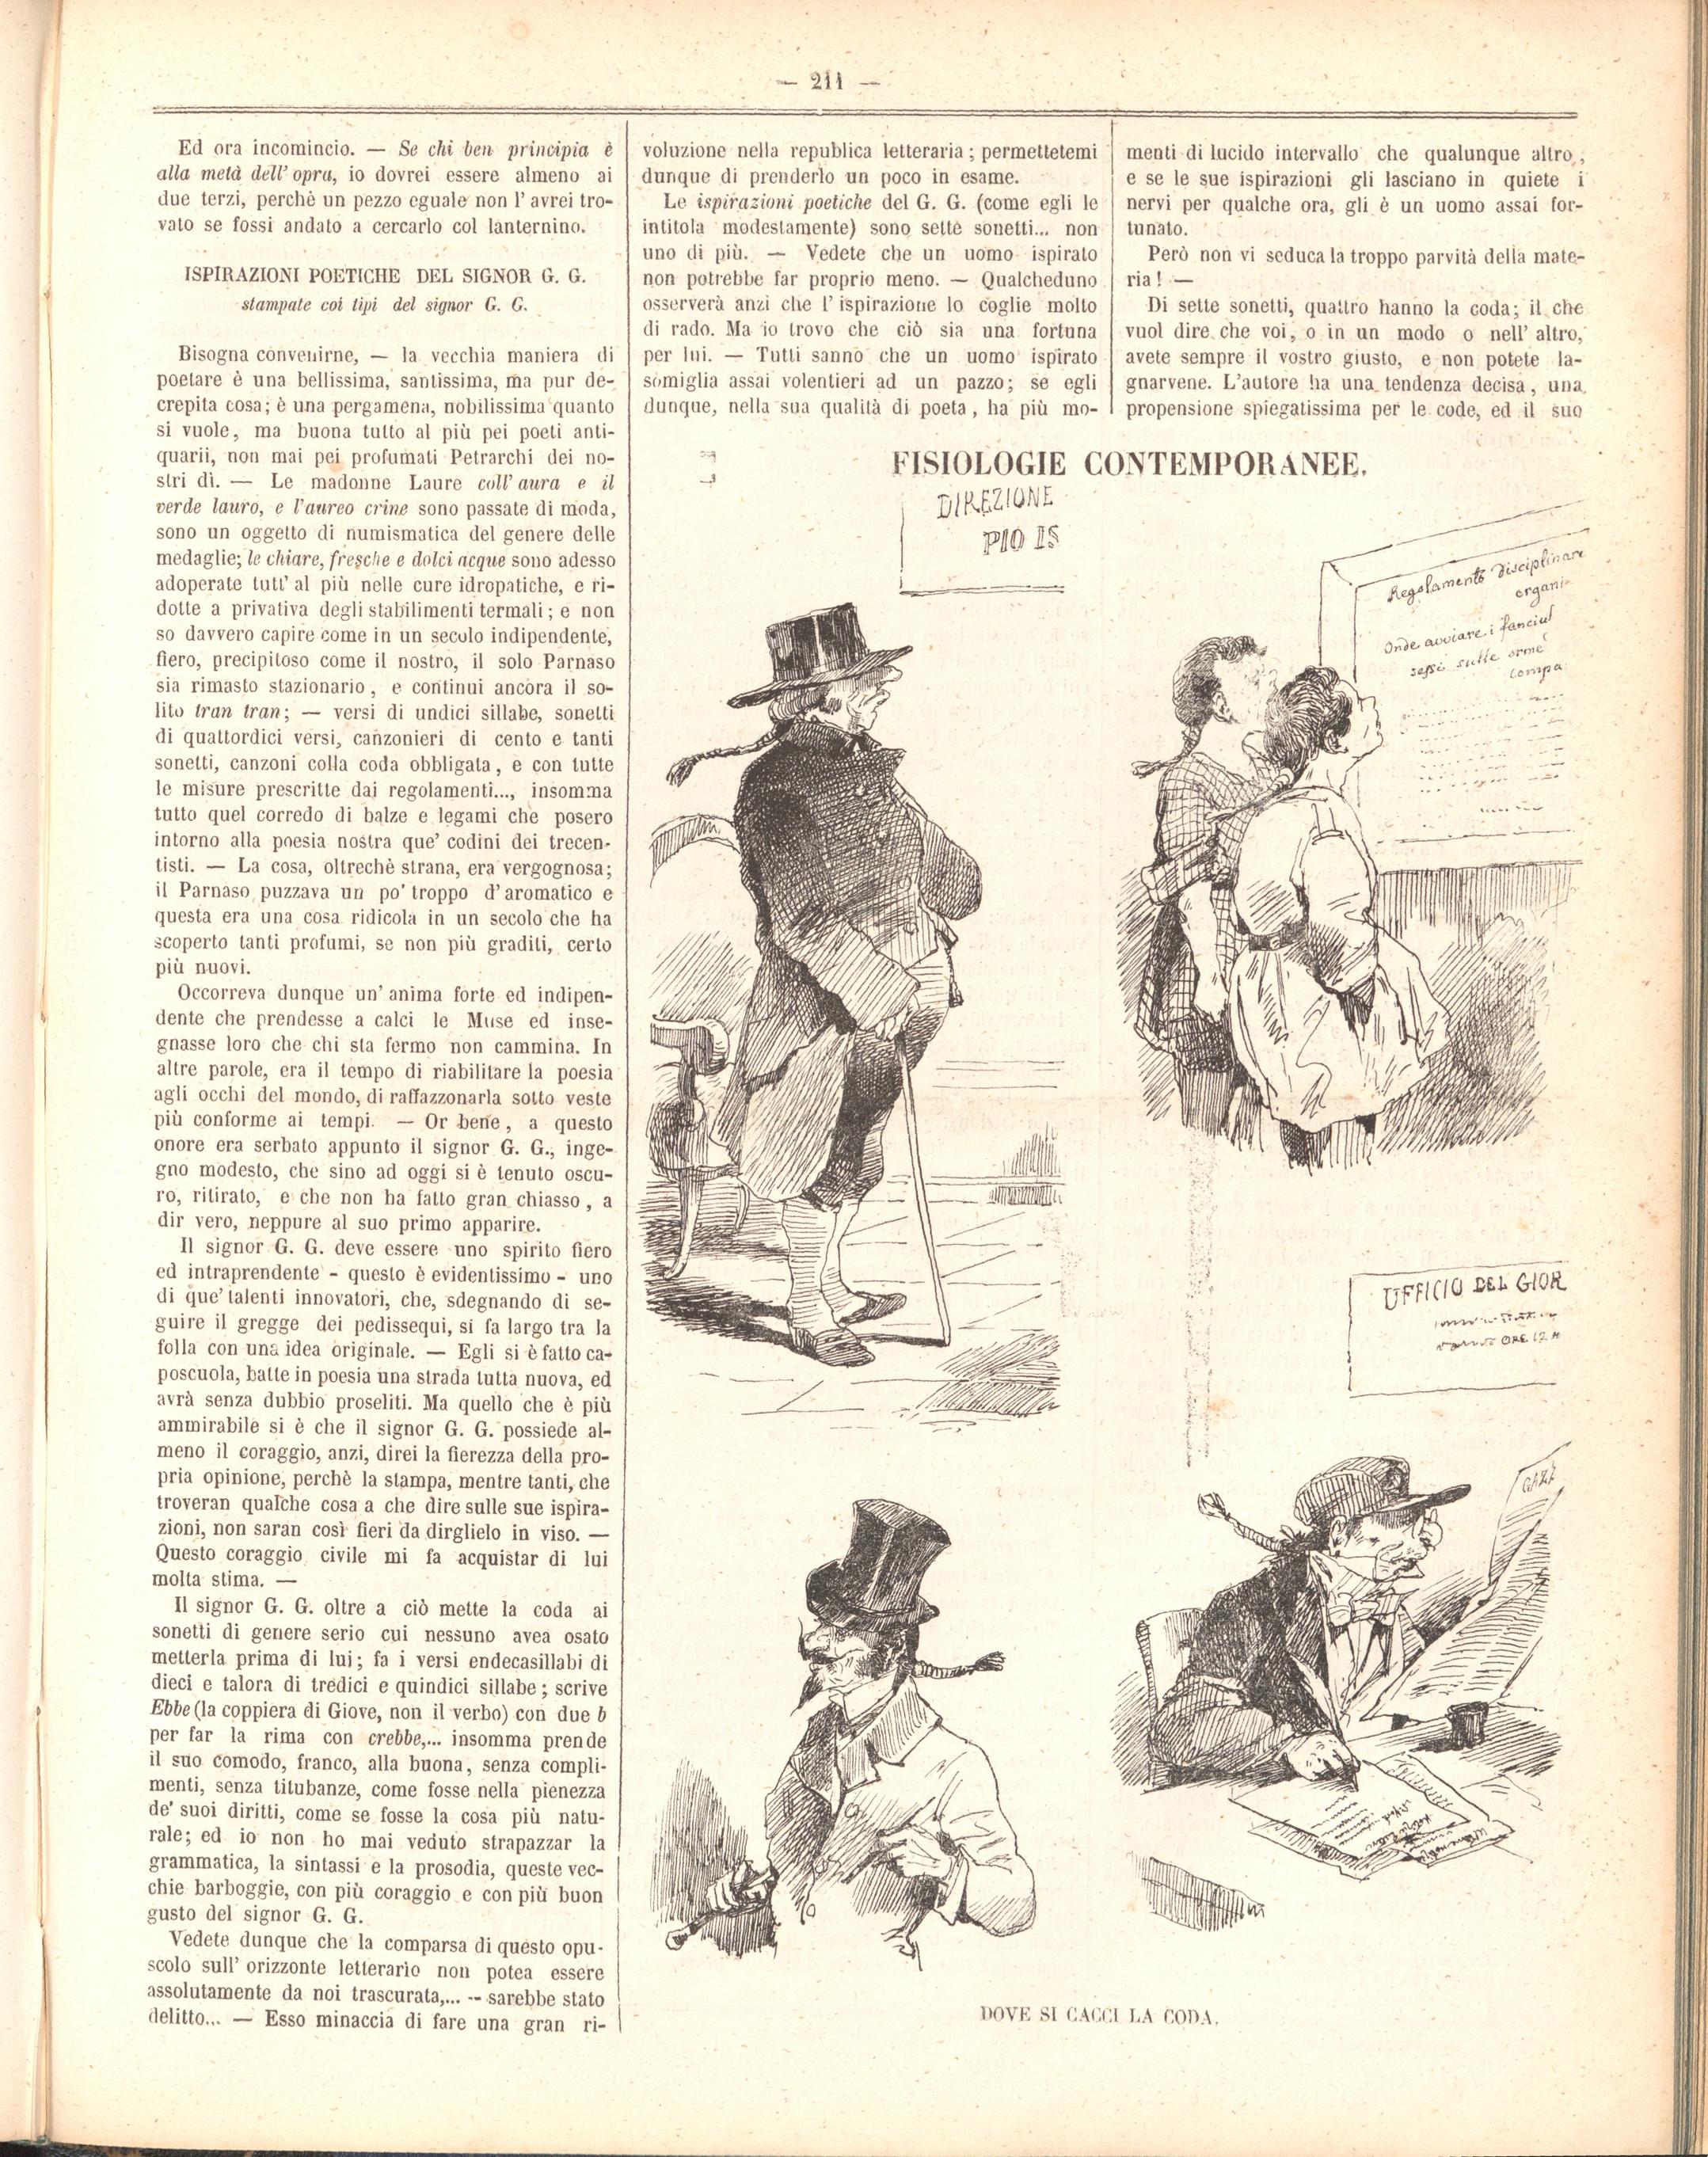 — 211 —
Ed ora incomincio. — Se chi ben principia è
alla metà dell' opra, io dovrei essere almeno ai
due terzi, perchè un pezzo eguale non l' avrei tro-
vato se fossi andato a cercarlo col lanternino.
ISPIRAZIONI POETICHE DEL SIGNOR G. G.
stampate coi tipi del signor G. G.
Bisogna convenirne, — la vecchia maniera di
poetare è una bellissima, santissima, ma pur de-
crepita cosa; è una pergamena, nobilissima quanto
si vuole, ma buona tutto al più pei poeti anti-
quarii, non mai pei profumati Petrarchi dei no-
stri dì. — Le madonne Laure coll' aura e il
verde lauro, e l'aureo crine sono passate di moda,
sono un oggetto di numismatica del genere delle
medaglie; le chiare, fresche e dolci acque sono adesso
adoperate tutt' al più nelle cure idropatiche, e ri-
dotte a privativa degli stabilimenti termali; e non
so davvero capire come in un secolo indipendente,
fiero, precipitoso come il nostro, il solo Parnaso
sia rimasto stazionario, e continui ancora il so-
lito tran tran; — versi di undici sillabe, sonetti
di quattordici versi, canzonieri di cento e tanti
sonetti, canzoni colla coda obbligata, e con tutte
le misure prescritte dai regolamenti..., insomma
tutto quel corredo di balze e legami che posero
intorno alla poesia nostra que' codini dei trecen-
tisti. — La cosa, oltrechè strana, era vergognosa;
il Parnaso puzzava un po' troppo d' aromatico e
questa era una cosa ridicola in un secolo che ha
scoperto tanti profumi, se non più graditi, certo
più nuovi.
Occorreva dunque un' anima forte ed indipen-
dente che prendesse a calci le Muse ed inse-
gnasse loro che chi sta fermo non cammina. In
altre parole, era il tempo di riabilitare la poesia
agli occhi del mondo, di raffazzonarla sotto veste
più conforme ai tempi. — Or bene, a questo
onore era serbato appunto il signor G. G., inge-
gno modesto, che sino ad oggi si è tenuto oscu-
ro, ritirato, e che non ha fatto gran chiasso, a
dir vero, neppure al suo primo apparire.
Il signor G. G. deve essere uno spirito fiero
ed intraprendente - questo è evidentissimo - uno
di que' talenti innovatori, che, sdegnando di se-
guire il gregge dei pedissequi, si fa largo tra la
folla con una idea originale. — Egli si è fatto ca-
poscuola, batte in poesia una strada tutta nuova, ed
avrà senza dubbio proseliti. Ma quello che è più
ammirabile si è che il signor G. G. possiede al-
meno il coraggio, anzi, direi la fierezza della pro-
pria opinione, perchè la stampa, mentre tanti, che
troveran qualche cosa a che dire sulle sue ispira-
zioni, non saran così fieri da dirglielo in viso. —
Questo coraggio civile mi fa acquistar di lui
molta stima. —
Il signor G. G. oltre a ciò mette la coda ai
sonetti di genere serio cui nessuno avea osato
metterla prima di lui; fa i versi endecasillabi di
dieci e talora di tredici e quindici sillabe; scrive
Ebbe (la coppiera di Giove, non il verbo) con due b
per far la rima con crebbe,... insomma prende
il suo comodo, franco, alla buona, senza compli-
menti, senza titubanze, come fosse nella pienezza
de' suoi diritti, come se fosse la cosa più natu-
rale; ed io non ho mai veduto strapazzar la
grammatica, la sintassi e la prosodia, queste vec-
chie barboggie, con più coraggio e con più buon
gusto del signor G. G.
Vedete dunque che la comparsa di questo opu-
scolo sull' orizzonte letterario non potea essere
assolutamente da noi trascurata,... -- sarebbe stato
delitto... — Esso minaccia di fare una gran ri-
voluzione nella republica letteraria; permettetemi
dunque di prenderlo un poco in esame.
Le ispirazioni poetiche del G. G. (come egli le
intitola modestamente) sono sette sonetti... non
uno di più. — Vedete che un uomo ispirato
non potrebbe far proprio meno. — Qualcheduno
osserverà anzi che l' ispirazione lo coglie molto
di rado. Ma io trovo che ciò sia una fortuna
per lui. — Tutti sanno che un uomo ispirato
somiglia assai volentieri ad un pazzo; se egli
dunque, nella sua qualità di poeta, ha più mo-
menti di lucido intervallo che qualunque altro,
e se le sue ispirazioni gli lasciano in quiete i
nervi per qualche ora, gli è un uomo assai for-
tunato.
Però non vi seduca la troppo parvità della mate-
ria! —
Di sette sonetti, quattro hanno la coda; il che
vuol dire che voi, o in un modo o nell' altro,
avete sempre il vostro giusto, e non potete la-
gnarvene. L'autore ha una tendenza decisa, una
propensione spiegatissima per le code, ed il suo
FISIOLOGIE CONTEMPORANEE.
DIREZIONE
PIO IS
Regolamento disciplinare
organi
Onde avviare i fanciul
sessi sulle orme
compa
UFFICIO DEL GIOR
ORE 12 M
GAZZ
DOVE SI CACCI LA CODA.